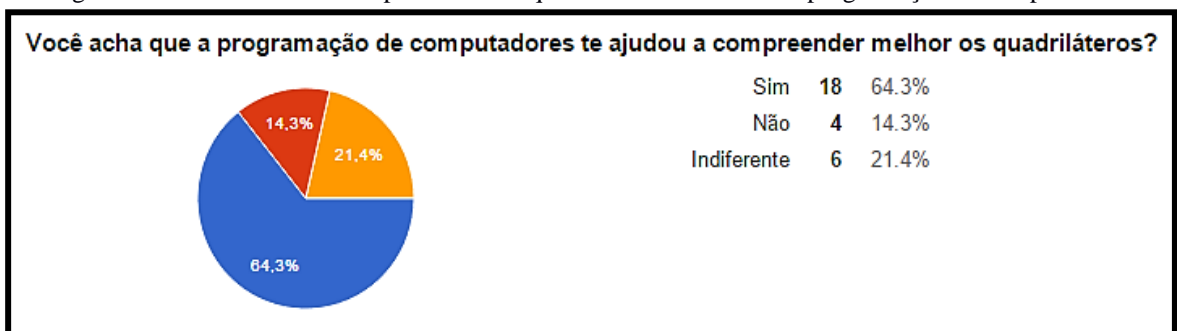 Você acha que a programação de computadores te ajudou a compreender melhor os quadriláteros?
Sim 18 64.3%
Não 4 14.3%
Indiferente 6 21.4%
14,3%
21,4%
64,3%